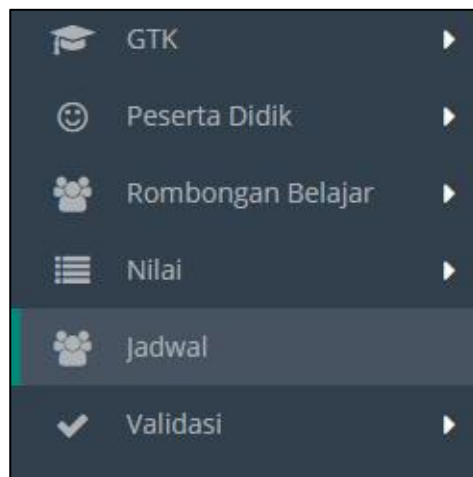 GTK
Peserta Didik
Rombongan Belajar
Nilai
Jadwal
Validasi